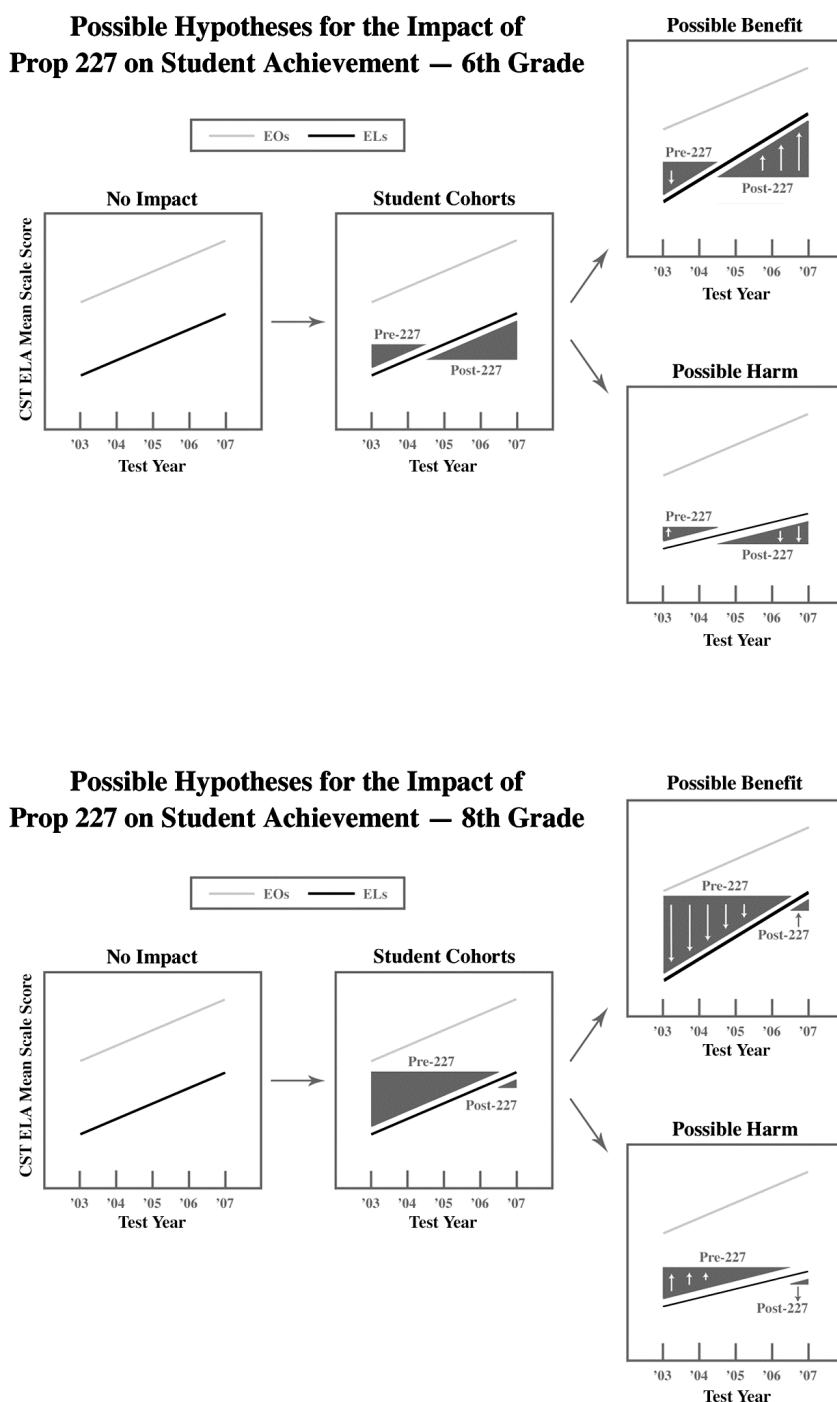 Possible Hypotheses for the Impact of
Prop 227 on Student Achievement — 6th Grade
EOs ELs
No Impact
CST ELA Mean Scale Score
’03 ’04 ’05 ’06 ’07
Test Year
Student Cohorts
Pre-227
Post-227
’03 ’04 ’05 ’06 ’07
Test Year
Possible Benefit
Pre-227
Post-227
’03 ’04 ’05 ’06 ’07
Test Year
Possible Harm
Pre-227
Post-227
’03 ’04 ’05 ’06 ’07
Test Year
Possible Hypotheses for the Impact of
Prop 227 on Student Achievement — 8th Grade
EOs ELs
No Impact
CST ELA Mean Scale Score
’03 ’04 ’05 ’06 ’07
Test Year
Student Cohorts
Pre-227
Post-227
’03 ’04 ’05 ’06 ’07
Test Year
Possible Benefit
Pre-227
Post-227
’03 ’04 ’05 ’06 ’07
Test Year
Possible Harm
Pre-227
Post-227
’03 ’04 ’05 ’06 ’07
Test Year